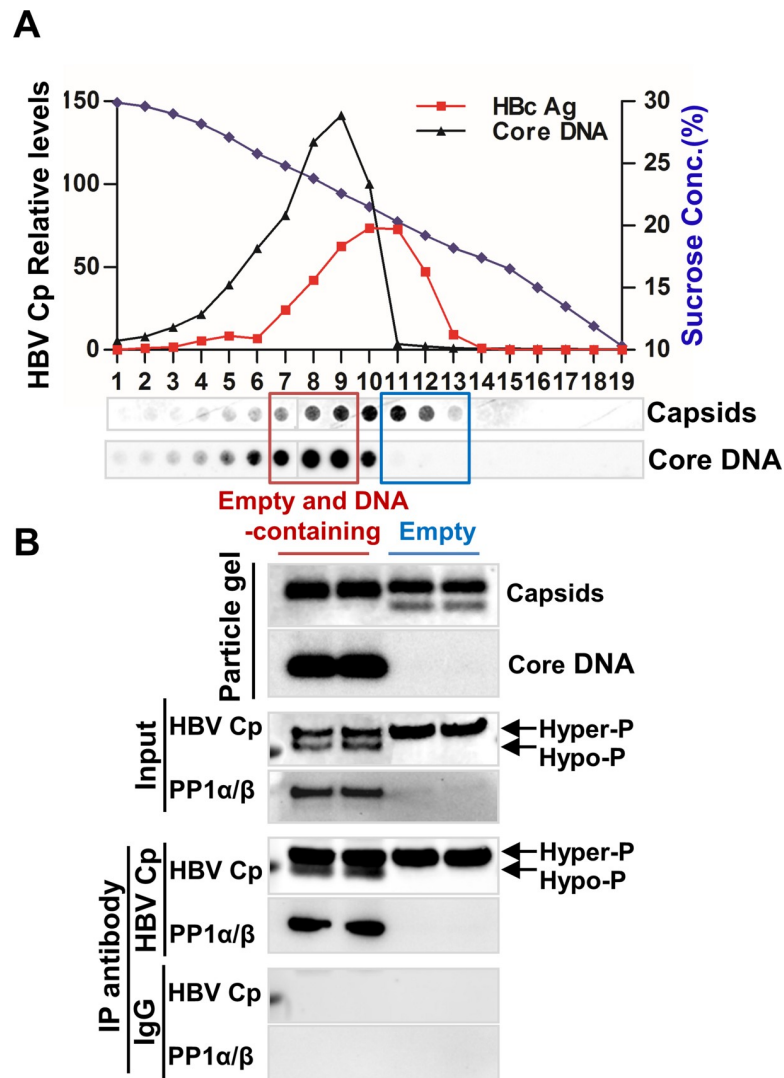 A
HBV Cp Relative levels
150
100
50
0
HBc Ag
Core DNA
30
25
20
15
10
Sucrose Conc.(%)
1 2 3 4 5 6 7 8 9 10 11 12 13 14 15 16 17 18 19
Capsids
Core DNA
Empty and DNA
-containing
Empty
B
Particle gel
Capsids
Core DNA
Input
HBV Cp
Hyper-P
Hypo-P
PP1α/β
IP antibody
HBV Cp
HBV Cp
Hyper-P
Hypo-P
PP1α/β
IgG
HBV Cp
PP1α/β